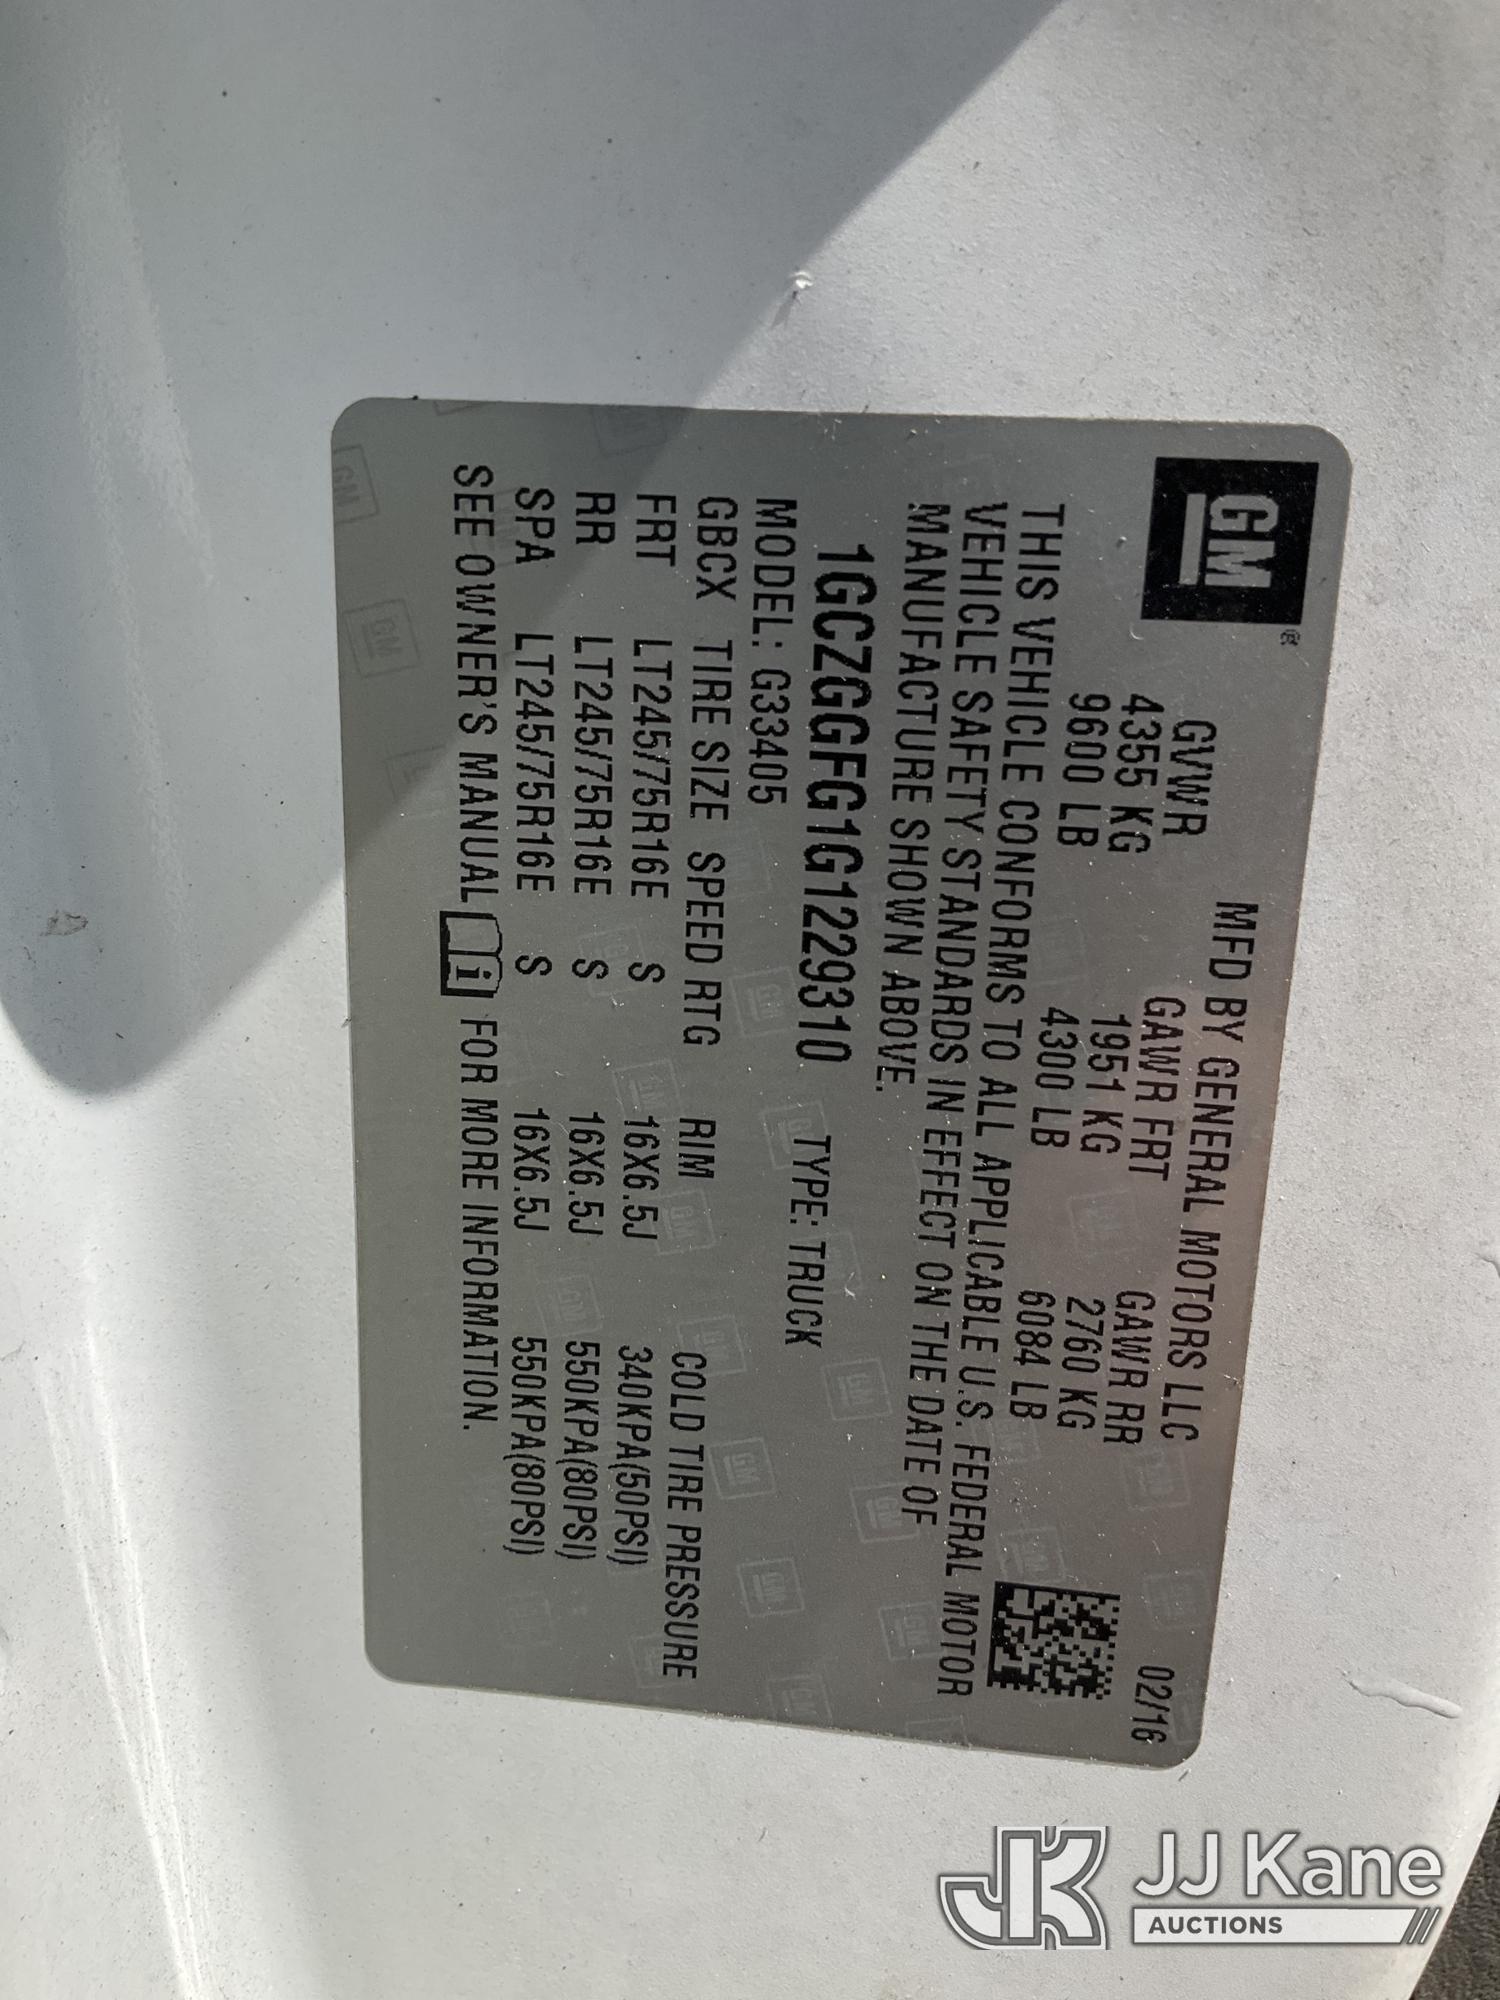 GM®
MFD BY GENERAL MOTORS LLC 02/16
GVWR GAWR FRT GAWR RR
4355 KG 1951 KG 2760 KG
9600 LB 4300 LB 6084 LB
THIS VEHICLE CONFORMS TO ALL APPLICABLE U.S. FEDERAL MOTOR
VEHICLE SAFETY STANDARDS IN EFFECT ON THE DATE OF
MANUFACTURE SHOWN ABOVE.
1GCZGGFG1G1229310 TYPE: TRUCK
MODEL: G33405
GBCX TIRE SIZE SPEED RTG RIM COLD TIRE PRESSURE
FRT LT245/75R16E S 16X6.5J 340KPA(50PSI)
RR LT245/75R16E S 16X6.5J 550KPA(80PSI)
SPA LT245/75R16E S 16X6.5J 550KPA(80PSI)
SEE OWNER'S MANUAL i FOR MORE INFORMATION.
JK JJ Kane
AUCTIONS